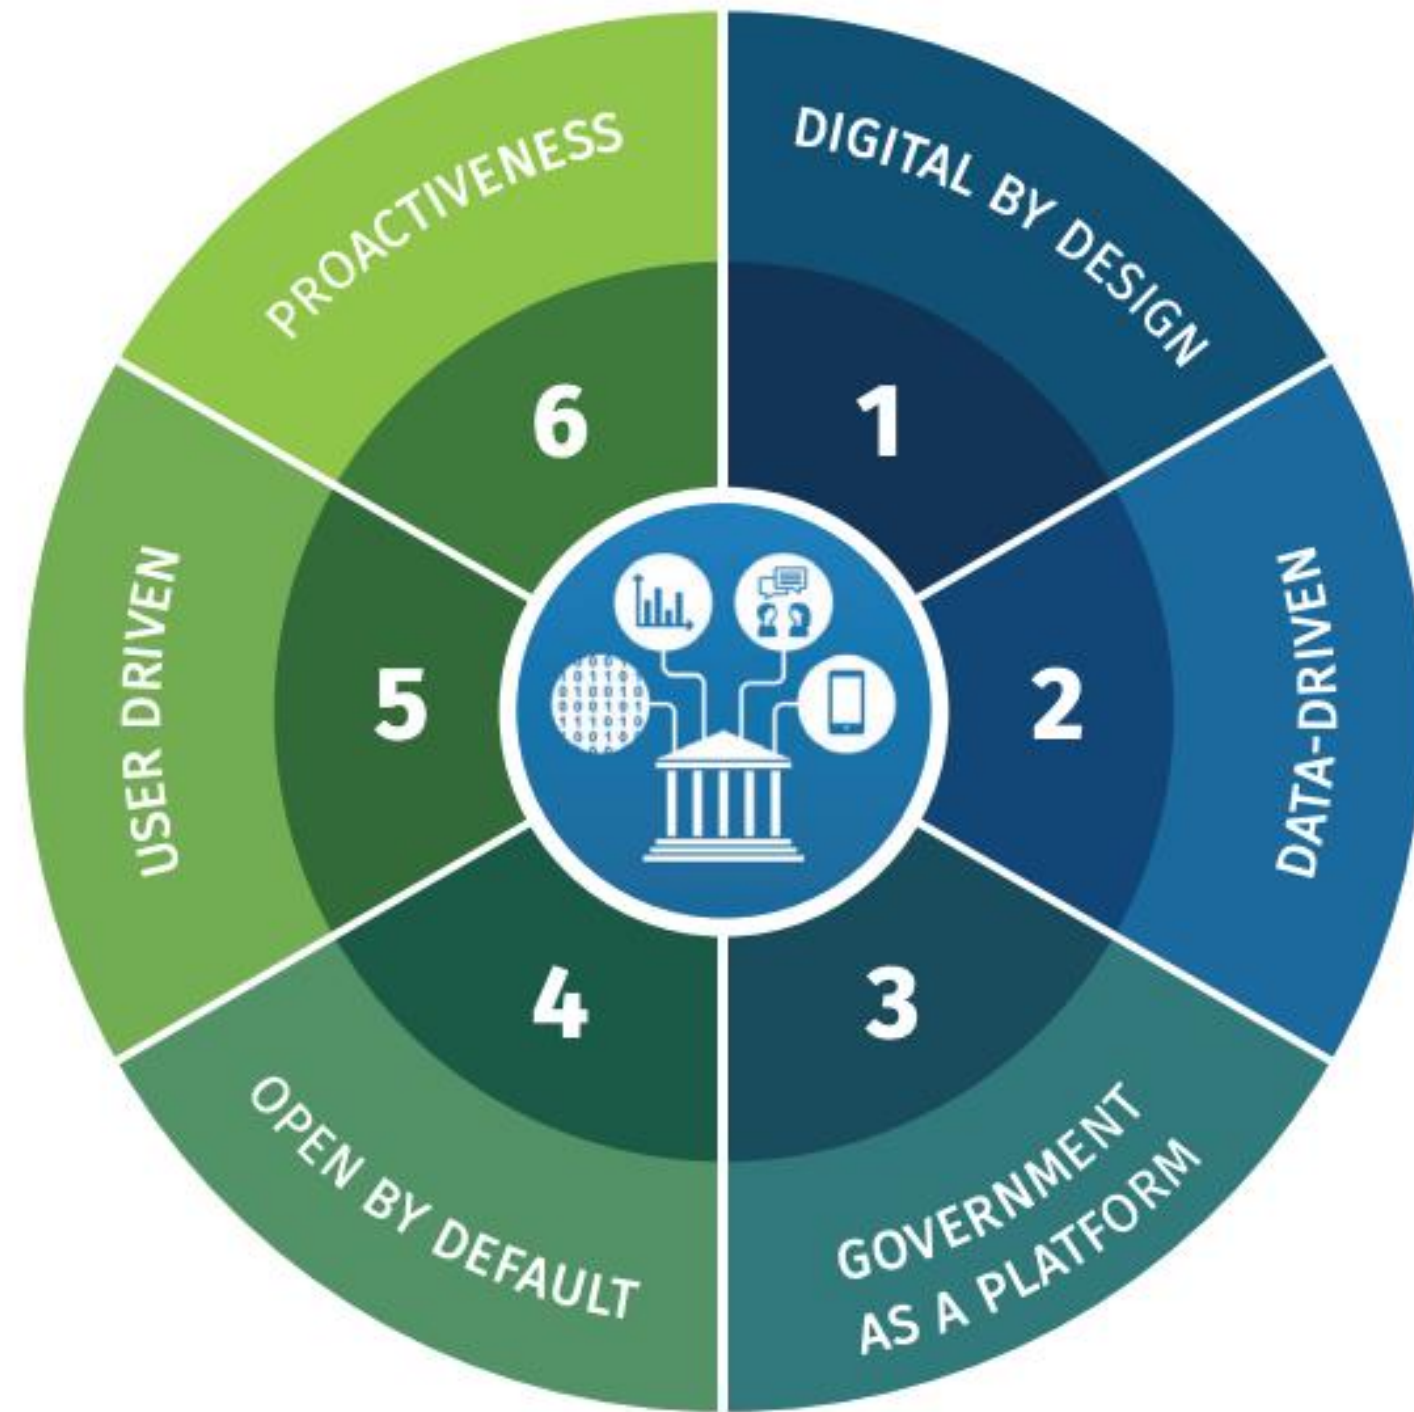 DIGITAL BY DESIGN
1
DATA-DRIVEN
2
GOVERNMENT
AS A PLATFORM
3
OPEN BY DEFAULT
4
USER DRIVEN
5
PROACTIVENESS
6